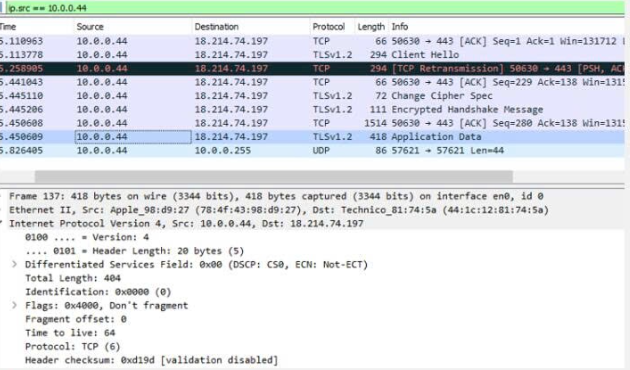 ip.src == 10.0.0.44
Time Source Destination Protocol Length Info
5.110963 10.0.0.44 18.214.74.197 TCP 66 50630 → 443 [ACK] Seq=1 Ack=1 Win=131712 L
5.113778 10.0.0.44 18.214.74.197 TLSv1.2 294 Client Hello
5.258905 10.0.0.44 18.214.74.197 TCP 294 [TCP Retransmission] 50630 → 443 [PSH, ACK
5.441043 10.0.0.44 18.214.74.197 TCP 66 50630 → 443 [ACK] Seq=229 Ack=138 Win=1315
5.445110 10.0.0.44 18.214.74.197 TLSv1.2 72 Change Cipher Spec
5.445206 10.0.0.44 18.214.74.197 TLSv1.2 111 Encrypted Handshake Message
5.450608 10.0.0.44 18.214.74.197 TCP 1514 50630 → 443 [ACK] Seq=280 Ack=138 Win=1315
5.450609 10.0.0.44 18.214.74.197 TLSv1.2 418 Application Data
5.826405 10.0.0.44 10.0.0.255 UDP 86 57621 → 57621 Len=44
Frame 137: 418 bytes on wire (3344 bits), 418 bytes captured (3344 bits) on interface en0, id 0
Ethernet II, Src: Apple_98:d9:27 (78:4f:43:98:d9:27), Dst: Technico_81:74:5a (44:1c:12:81:74:5a)
Internet Protocol Version 4, Src: 10.0.0.44, Dst: 18.214.74.197
0100 .... = Version: 4
.... 0101 = Header Length: 20 bytes (5)
> Differentiated Services Field: 0x00 (DSCP: CS0, ECN: Not-ECT)
Total Length: 404
Identification: 0x0000 (0)
> Flags: 0x4000, Don't fragment
Fragment offset: 0
Time to live: 64
Protocol: TCP (6)
Header checksum: 0xd19d [validation disabled]